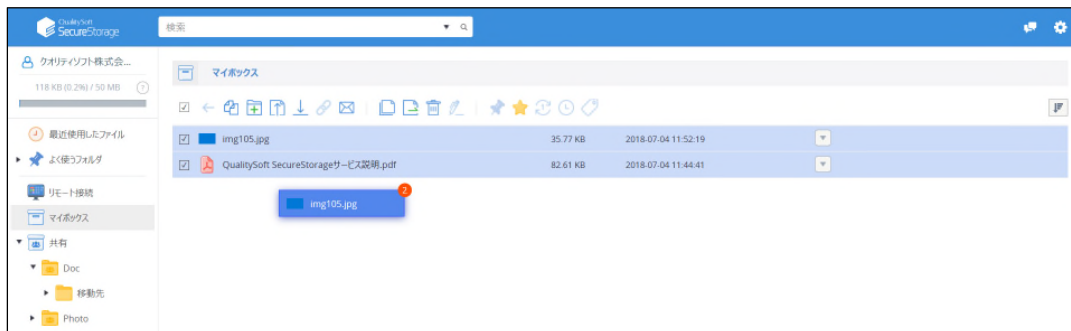 QualitySoft
SecureStorage
検索
クオリティソフト株式会...
118 KB (0.2%) / 50 MB
?
マイボックス
img105.jpg 35.77 KB 2018-07-04 11:52:19
QualitySoft SecureStorageサービス説明.pdf 82.61 KB 2018-07-04 11:44:41
img105.jpg
2
最近使用したファイル
よく使うフォルダ
リモート接続
マイボックス
共有
Doc
移動先
Photo